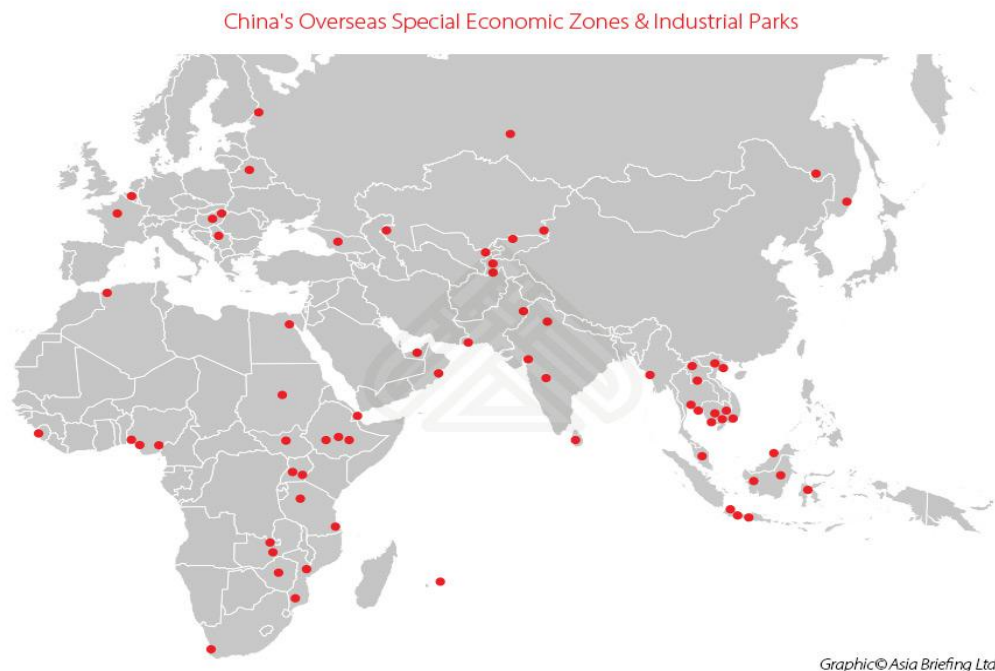 China's Overseas Special Economic Zones & Industrial Parks
Graphic© Asia Briefing Ltd